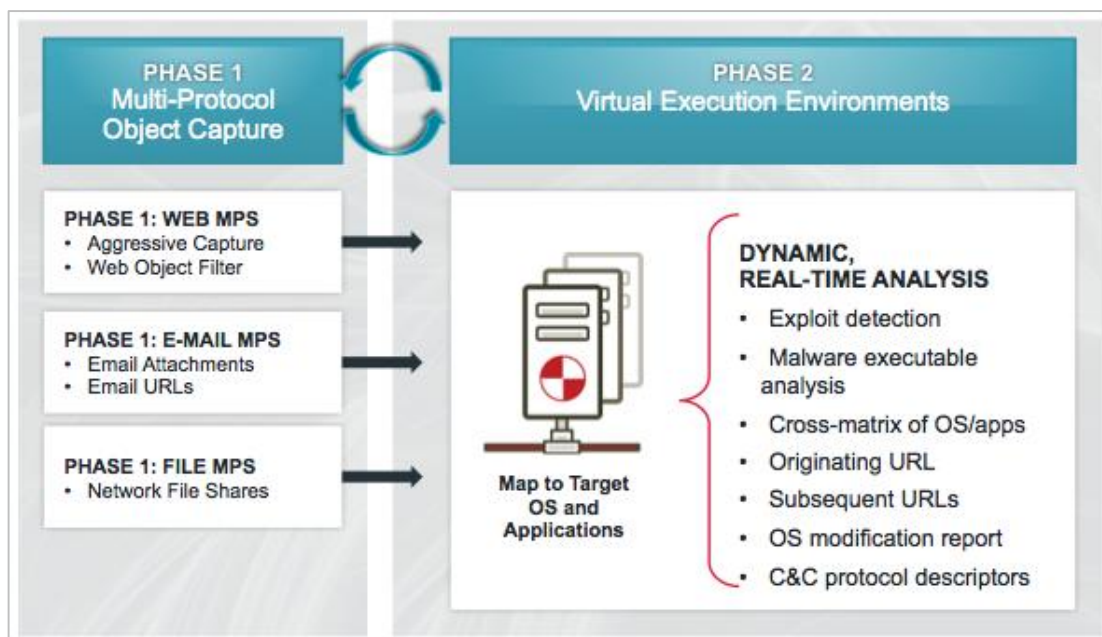 PHASE 1
Multi-Protocol
Object Capture
PHASE 2
Virtual Execution Environments
PHASE 1: WEB MPS
• Aggressive Capture
• Web Object Filter
PHASE 1: E-MAIL MPS
• Email Attachments
• Email URLs
PHASE 1: FILE MPS
• Network File Shares
Map to Target
OS and
Applications
DYNAMIC,
REAL-TIME ANALYSIS
• Exploit detection
• Malware executable
analysis
• Cross-matrix of OS/apps
• Originating URL
• Subsequent URLs
• OS modification report
• C&C protocol descriptors